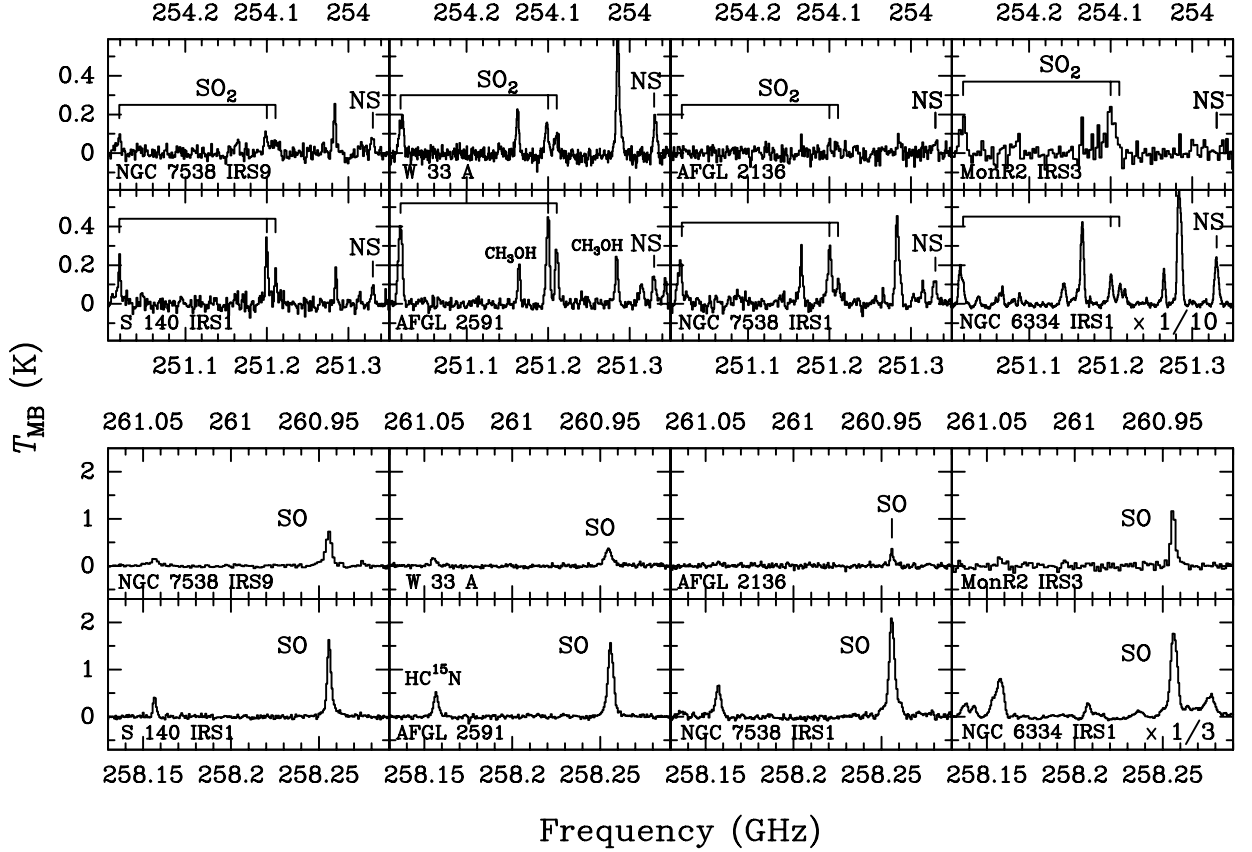 254.2 254.1 254 254.2 254.1 254 254.2 254.1 254 254.2 254.1 254
0.4 SO2 SO2 SO2 SO2
0.2 NS NS NS NS
0
NGC 7538 IRS9 W 33 A AFGL 2136 MonR2 IRS3
0.4 NS CH3OH CH3OH NS NS NS
0.2
0
S 140 IRS1 AFGL 2591 NGC 7538 IRS1 NGC 6334 IRS1 × 1/10
251.1 251.2 251.3 251.1 251.2 251.3 251.1 251.2 251.3 251.1 251.2 251.3
TMB (K)
261.05 261 260.95 261.05 261 260.95 261.05 261 260.95 261.05 261 260.95
2
1 SO SO SO SO
0
NGC 7538 IRS9 W 33 A AFGL 2136 MonR2 IRS3
2 SO SO SO SO
1 HC15N
0
S 140 IRS1 AFGL 2591 NGC 7538 IRS1 NGC 6334 IRS1 × 1/3
258.15 258.2 258.25 258.15 258.2 258.25 258.15 258.2 258.25 258.15 258.2 258.25
Frequency (GHz)